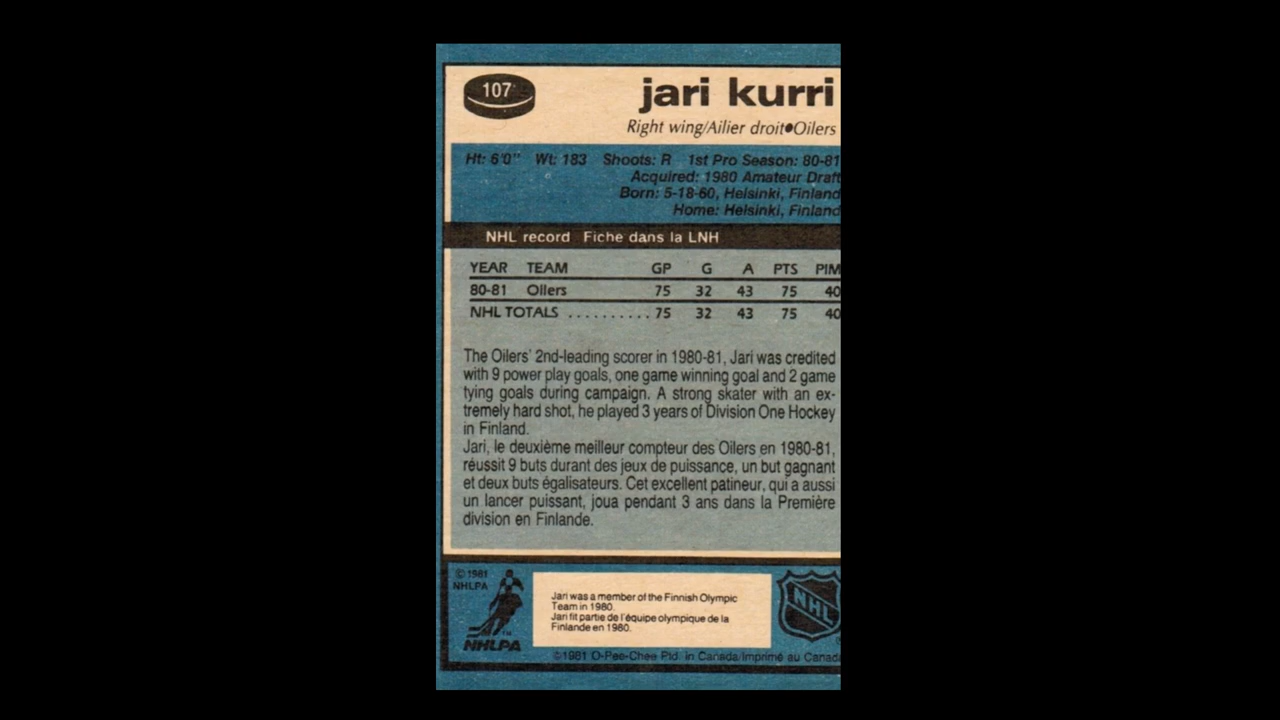 107
jari kurri
Right wing/Ailier droit●Oilers
Ht: 6'0" Wt: 183 Shoots: R 1st Pro Season: 80-81
Acquired: 1980 Amateur Draft
Born: 5-18-60, Helsinki, Finland
Home: Helsinki, Finland
NHL record Fiche dans la LNH
YEAR TEAM GP G A PTS PIM
80-81 Oilers 75 32 43 75 40
NHL TOTALS .......... 75 32 43 75 40
The Oilers' 2nd-leading scorer in 1980-81, Jari was credited
with 9 power play goals, one game winning goal and 2 game
tying goals during campaign. A strong skater with an ex-
tremely hard shot, he played 3 years of Division One Hockey
in Finland.
Jari, le deuxième meilleur compteur des Oilers en 1980-81,
réussit 9 buts durant des jeux de puissance, un but gagnant
et deux buts égalisateurs. Cet excellent patineur, qui a aussi
un lancer puissant, joua pendant 3 ans dans la Première
division en Finlande.
© 1981
NHLPA
Jari was a member of the Finnish Olympic
Team in 1980.
Jari fit partie de l'équipe olympique de la
Finlande en 1980.
NHL
TM
NHLPA
©1981 O-Pee-Chee Ptd. in Canada/Imprimé au Canada